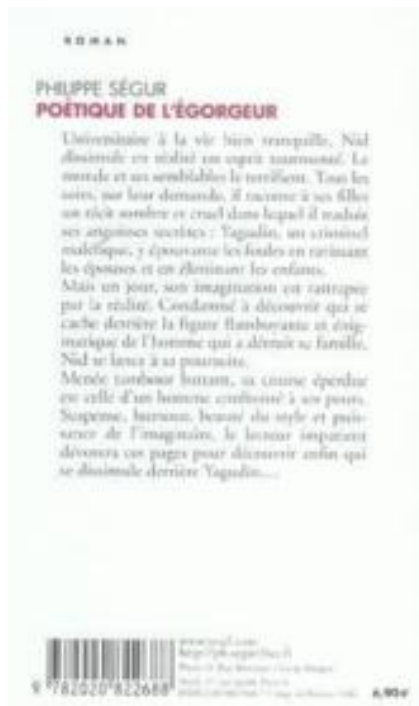 ROMAN
PHILIPPE SÉGUR
POÉTIQUE DE L'ÉGORGEUR
Universitaire à la vie bien tranquille, Nid
dissimule en réalité un esprit tourmenté. Le
monde et ses semblables le terrifient. Tous les
soirs, sur leur demande, il raconte à ses filles
un récit sombre et cruel dans lequel il traduit
ses angoisses secrètes : Yagudin, un criminel
maléfique, y épouvante les foules en ravissant
les épouses et en éliminant les enfants.
Mais un jour, son imagination est rattrapée
par la réalité. Condamné à découvrir qui se
cache derrière la figure flamboyante et énig-
matique de l'homme qui a détruit sa famille,
Nid se lance à sa poursuite.
Menée tambour battant, sa course éperdue
est celle d'un homme confronté à ses peurs.
Suspense, humour, beauté du style et puis-
sance de l'imaginaire, le lecteur impatient
dévorera ces pages pour découvrir enfin qui
se dissimule derrière Yagudin...
www.seuil.com
9 782020 822688
6,90€